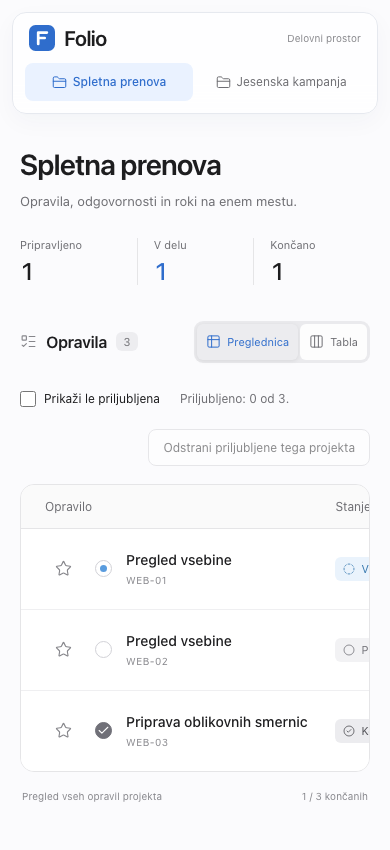 F Folio
Delovni prostor
Spletna prenova
Jesenska kampanja
Spletna prenova
Opravila, odgovornosti in roki na enem mestu.
Pripravljeno
V delu
Končano
1
1
1
Opravila 3
Preglednica
Tabla
Prikaži le priljubljena
Priljubljeno: 0 od 3.
Odstrani priljubljene tega projekta
Opravilo
Stanje
Pregled vsebine
WEB-01
V
Pregled vsebine
WEB-02
P
Priprava oblikovnih smernic
WEB-03
K
Pregled vseh opravil projekta
1 / 3 končanih